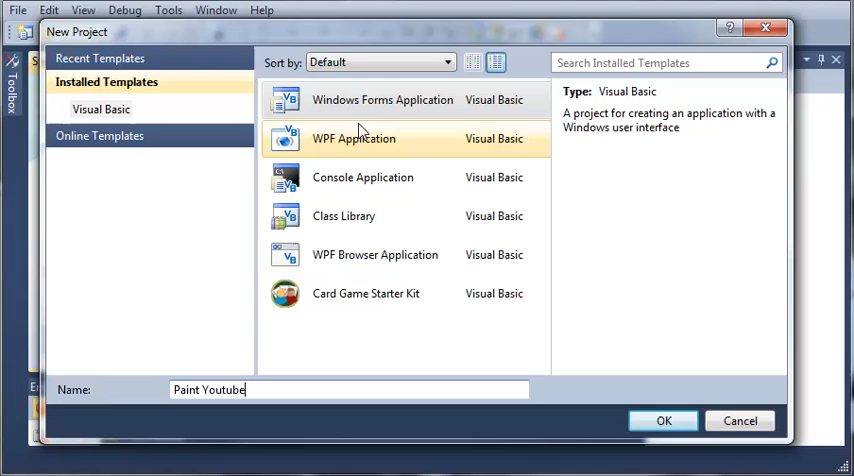 File Edit View Debug Tools Window Help
New Project
Toolbox
Recent Templates
Installed Templates
Visual Basic
Online Templates
Sort by: Default
Windows Forms Application Visual Basic
WPF Application Visual Basic
Console Application Visual Basic
Class Library Visual Basic
WPF Browser Application Visual Basic
Card Game Starter Kit Visual Basic
Search Installed Templates
Type: Visual Basic
A project for creating an application with a
Windows user interface
Name: Paint Youtube
OK Cancel